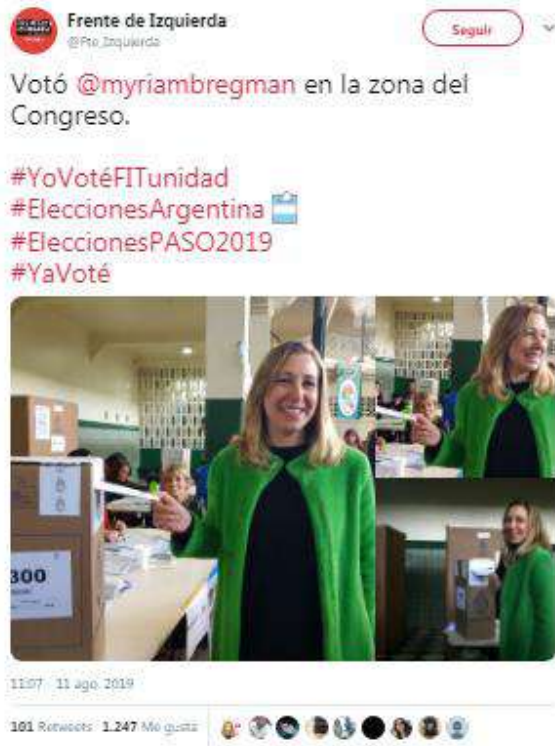 Frente de Izquierda
@Fte_Izquierda
Seguir
Votó @myriambregman en la zona del
Congreso.
#YoVotéFITunidad
#EleccionesArgentina
#EleccionesPASO2019
#YaVoté
300
11:07 11 ago. 2019
101 Retweets 1.247 Me gusta